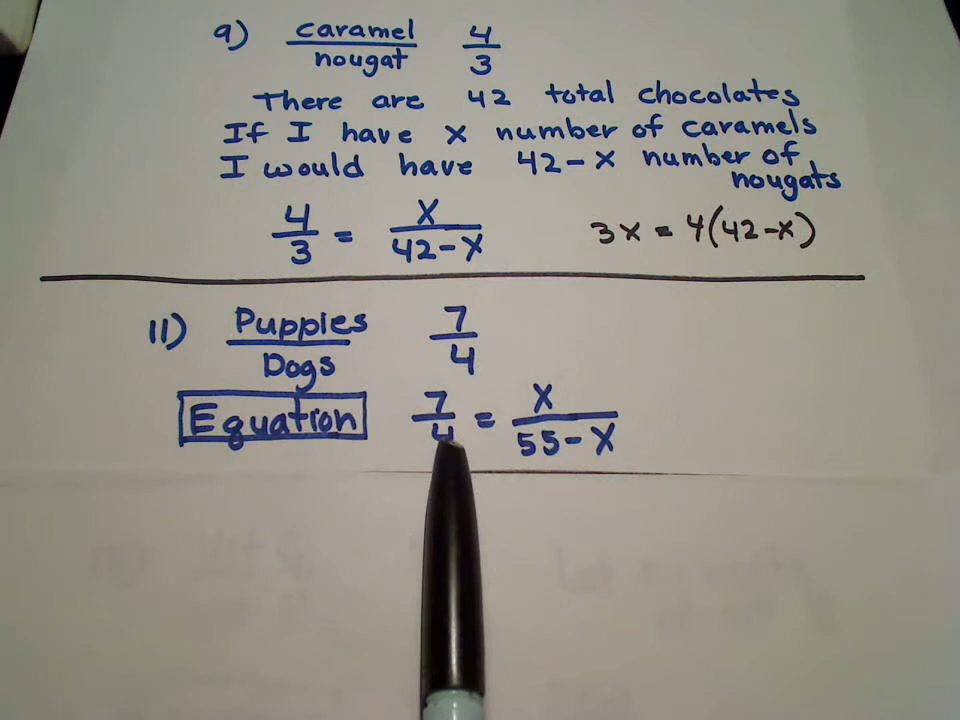 9) caramel/nougat 4/3
There are 42 total chocolates
If I have x number of caramels
I would have 42-x number of
nougats
4/3 = x/42-x 3x = 4(42-x)
11) Puppies/Dogs 7/4
Equation 7/4 = x/55-x